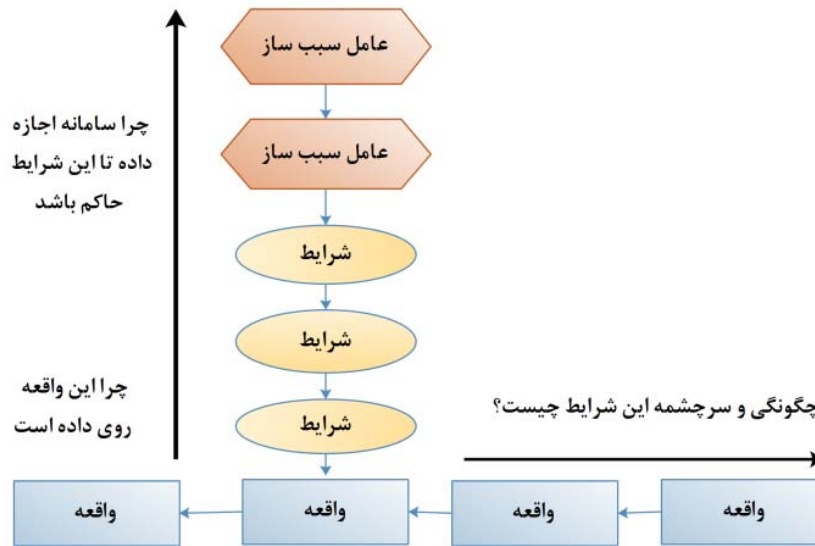 عامل سبب ساز
عامل سبب ساز
چرا سامانه اجازه
داده تا این شرایط
حاکم باشد
شرایط
شرایط
چرا این واقعه
روی داده است
شرایط
چگونگی و سرچشمه این شرایط چیست؟
واقعه
واقعه
واقعه
واقعه